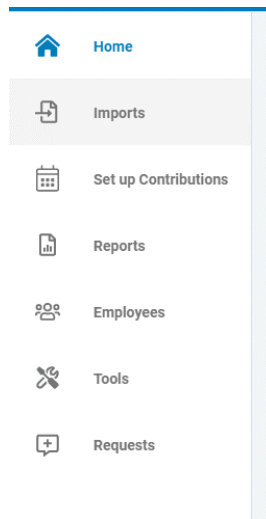 Home
Imports
Set up Contributions
Reports
Employees
Tools
Requests